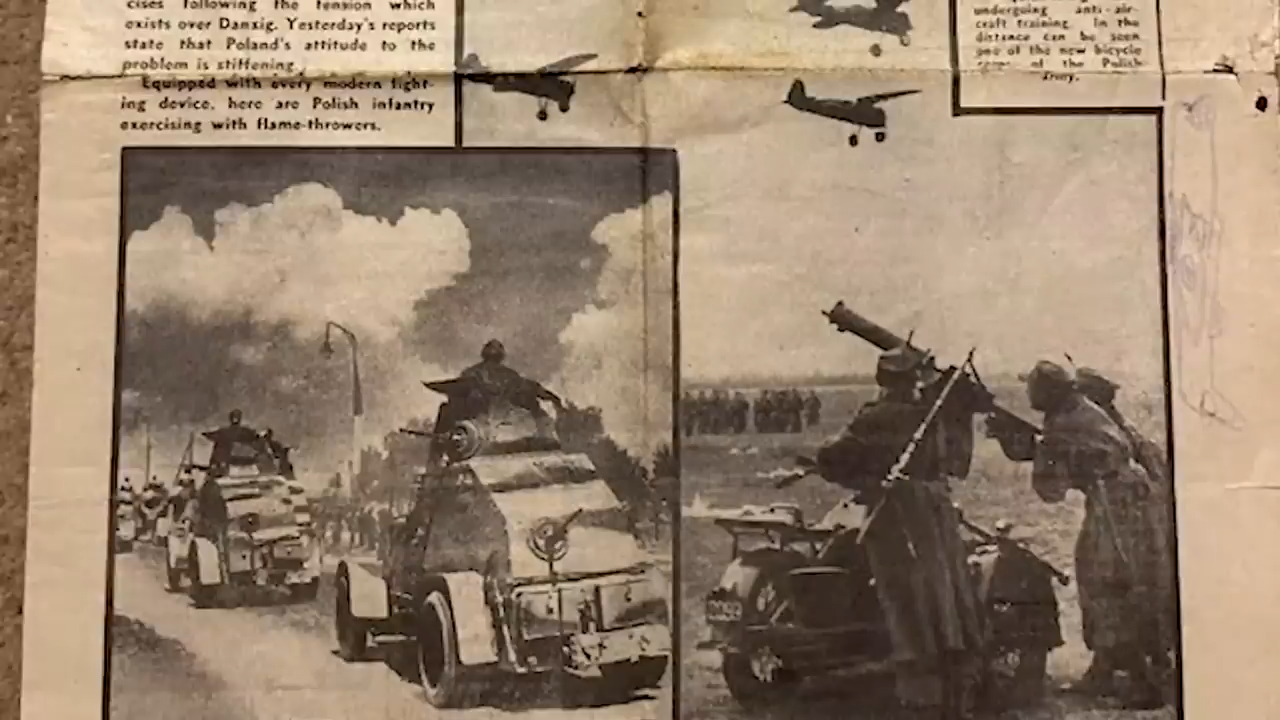 cises following the tension which
exists over Danzig. Yesterday's reports
state that Poland's attitude to the
problem is stiffening.
Equipped with every modern fight-
ing device, here are Polish infantry
exercising with flame-throwers.
undergoing anti-air-
craft training. In the
distance can be seen
one of the new bicycle
of the Polish
Army.